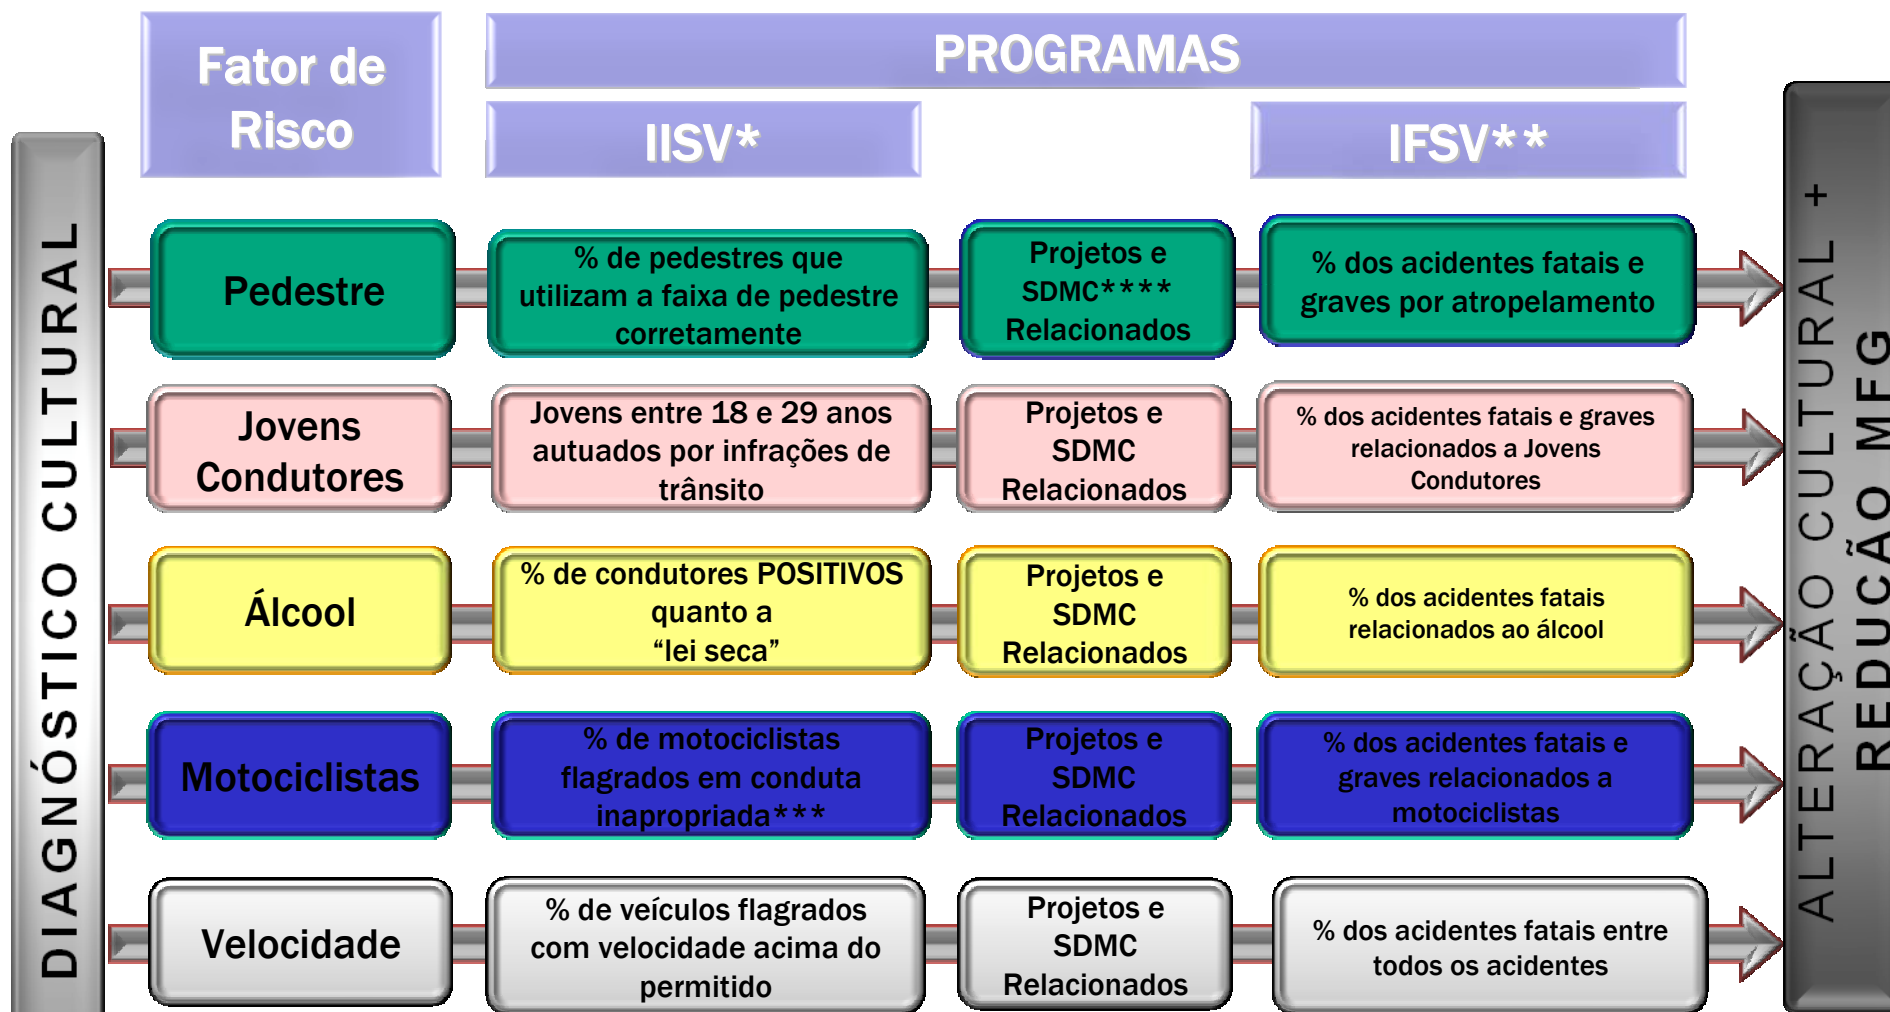 Fator de
Risco
PROGRAMAS
IISV*
IFSV**
DIAGNÓSTICO CULTURAL
Pedestre
% de pedestres que
utilizam a faixa de pedestre
corretamente
Projetos e
SDMC****
Relacionados
% dos acidentes fatais e
graves por atropelamento
Jovens
Condutores
Jovens entre 18 e 29 anos
autuados por infrações de
trânsito
Projetos e
SDMC
Relacionados
% dos acidentes fatais e graves
relacionados a Jovens
Condutores
Álcool
% de condutores POSITIVOS
quanto a
“lei seca”
Projetos e
SDMC
Relacionados
% dos acidentes fatais
relacionados ao álcool
Motociclistas
% de motociclistas
flagrados em conduta
inapropriada***
Projetos e
SDMC
Relacionados
% dos acidentes fatais e
graves relacionados a
motociclistas
Velocidade
% de veículos flagrados
com velocidade acima do
permitido
Projetos e
SDMC
Relacionados
% dos acidentes fatais entre
todos os acidentes
ALTERAÇÃO CULTURAL +
REDUCÃO MFG